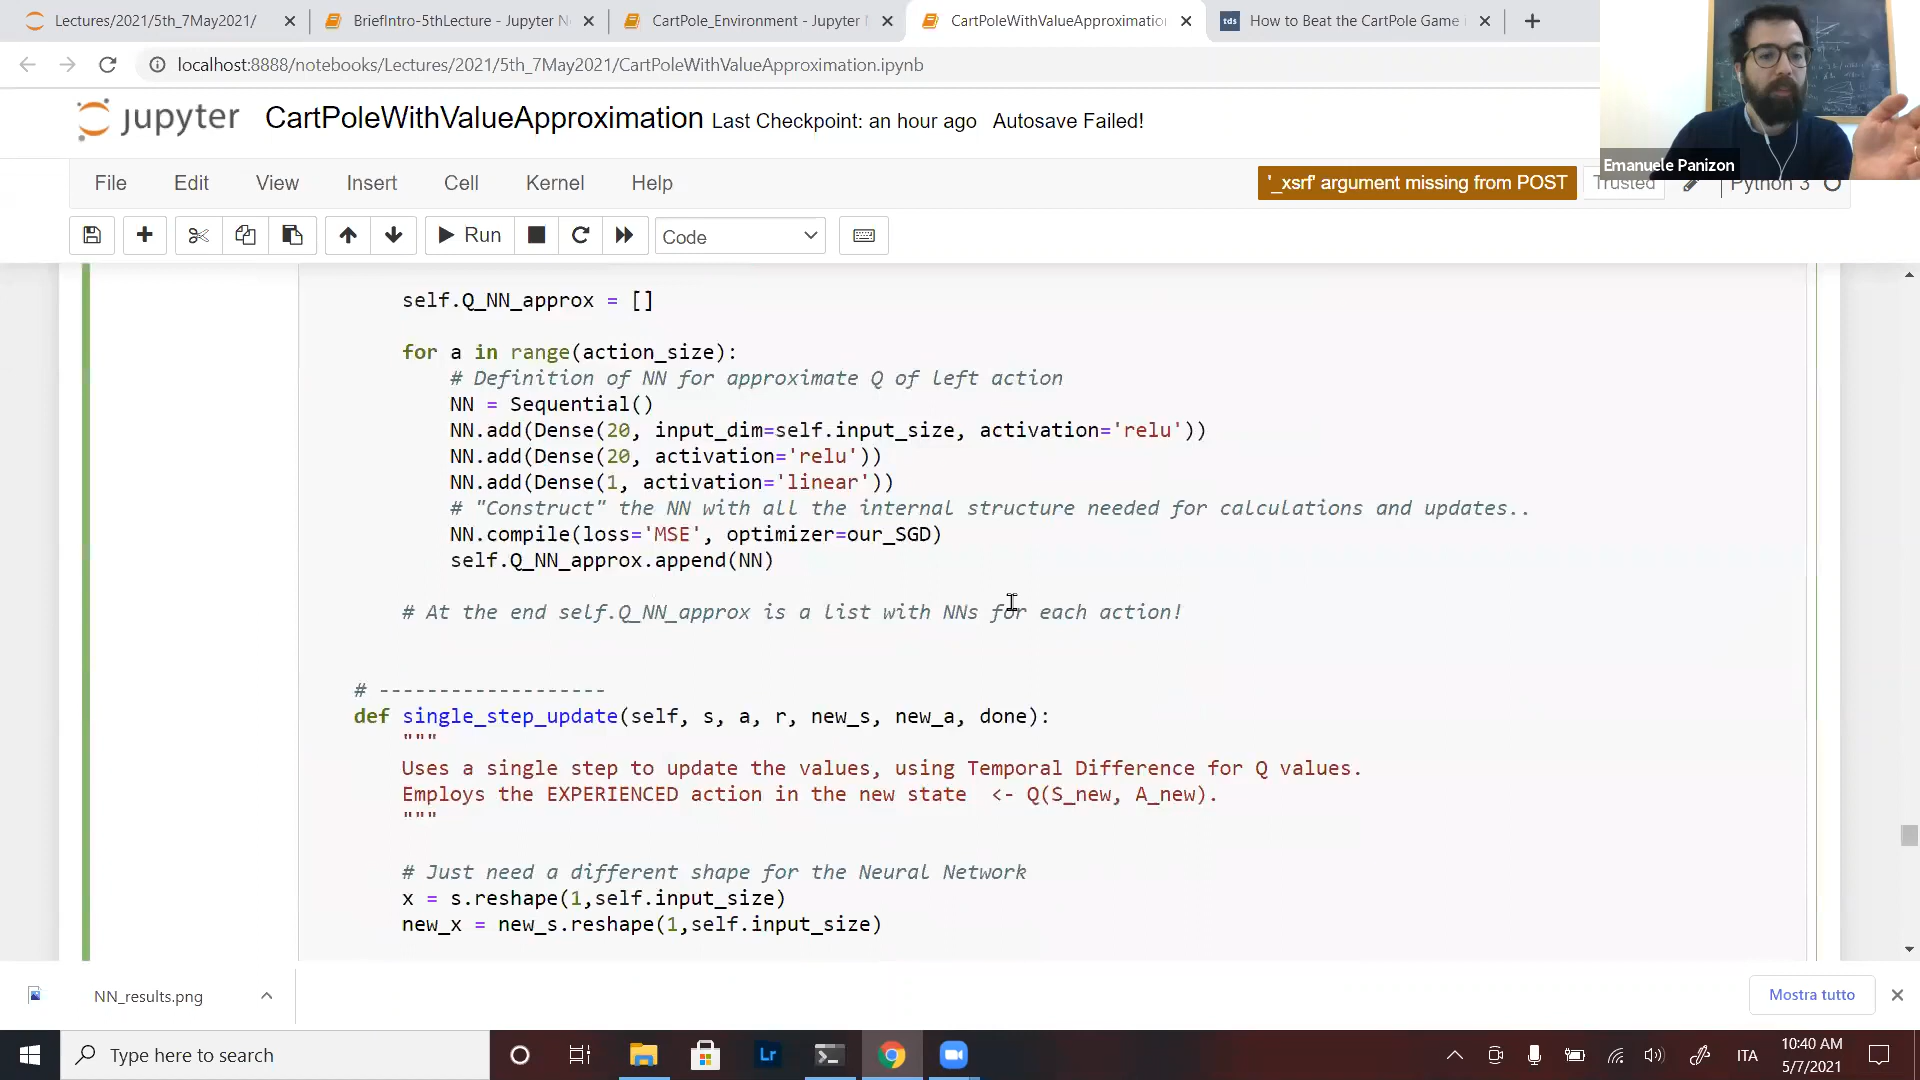 Lectures/2021/5th_7May2021/
BriefIntro-5thLecture - Jupyter N
CartPole_Environment - Jupyter
CartPoleWithValueApproximation
tds How to Beat the CartPole Game i
localhost:8888/notebooks/Lectures/2021/5th_7May2021/CartPoleWithValueApproximation.ipynb
jupyter CartPoleWithValueApproximation Last Checkpoint: an hour ago Autosave Failed!
Emanuele Panizon
File Edit View Insert Cell Kernel Help '_xsrf' argument missing from POST Trusted Python 3
Run Code
self.Q_NN_approx = []
for a in range(action_size):
# Definition of NN for approximate Q of left action
NN = Sequential()
NN.add(Dense(20, input_dim=self.input_size, activation='relu'))
NN.add(Dense(20, activation='relu'))
NN.add(Dense(1, activation='linear'))
# "Construct" the NN with all the internal structure needed for calculations and updates..
NN.compile(loss='MSE', optimizer=our_SGD)
self.Q_NN_approx.append(NN)
# At the end self.Q_NN_approx is a list with NNs for each action!
# -------------------
def single_step_update(self, s, a, r, new_s, new_a, done):
"""
Uses a single step to update the values, using Temporal Difference for Q values.
Employs the EXPERIENCED action in the new state <- Q(S_new, A_new).
"""
# Just need a different shape for the Neural Network
x = s.reshape(1,self.input_size)
new_x = new_s.reshape(1,self.input_size)
NN_results.png
Mostra tutto
Type here to search
Lr
ITA
10:40 AM
5/7/2021